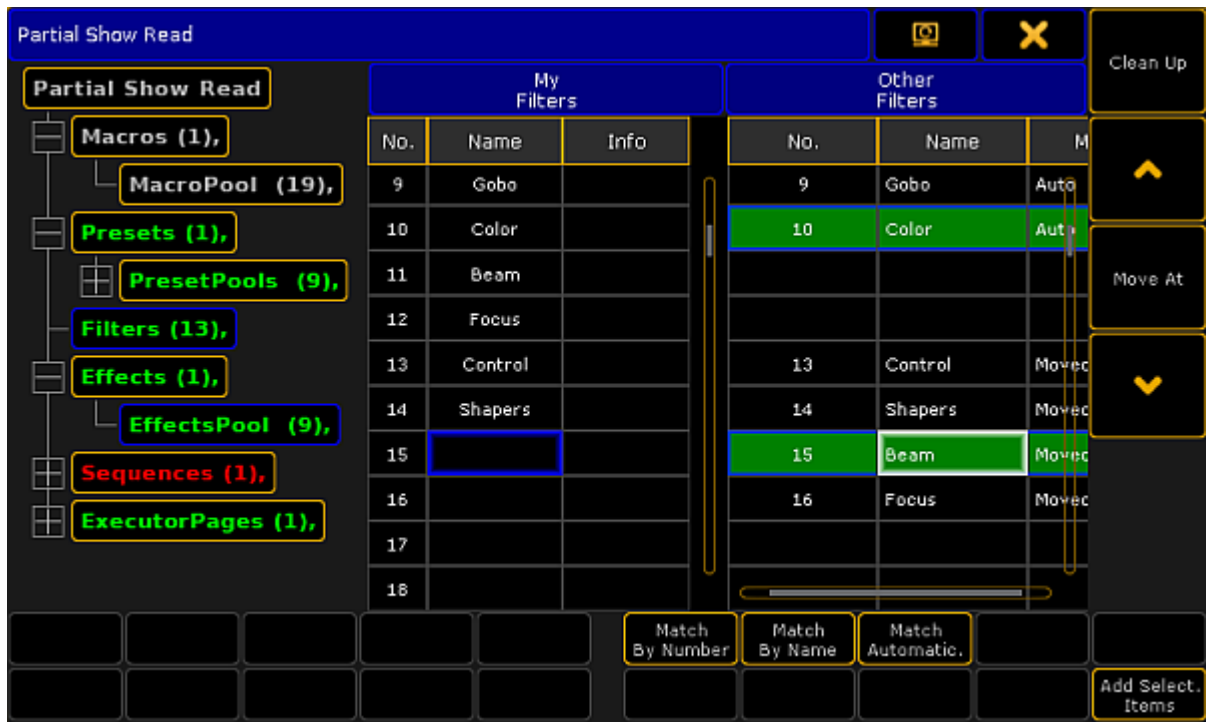 Partial Show Read
Clean Up
Partial Show Read
My
Filters
Other
Filters
Macros (1),
No. Name Info No. Name M
MacroPool (19),
9 Gobo 9 Gobo Auto
Presets (1),
10 Color 10 Color Auto
PresetPools (9),
11 Beam
Move At
Filters (13),
12 Focus
Effects (1),
13 Control 13 Control Moved
EffectsPool (9),
14 Shapers 14 Shapers Moved
Sequences (1),
15 15 Beam Moved
ExecutorPages (1),
16 16 Focus Moved
17
18
Match
By Number
Match
By Name
Match
Automatic.
Add Select.
Items